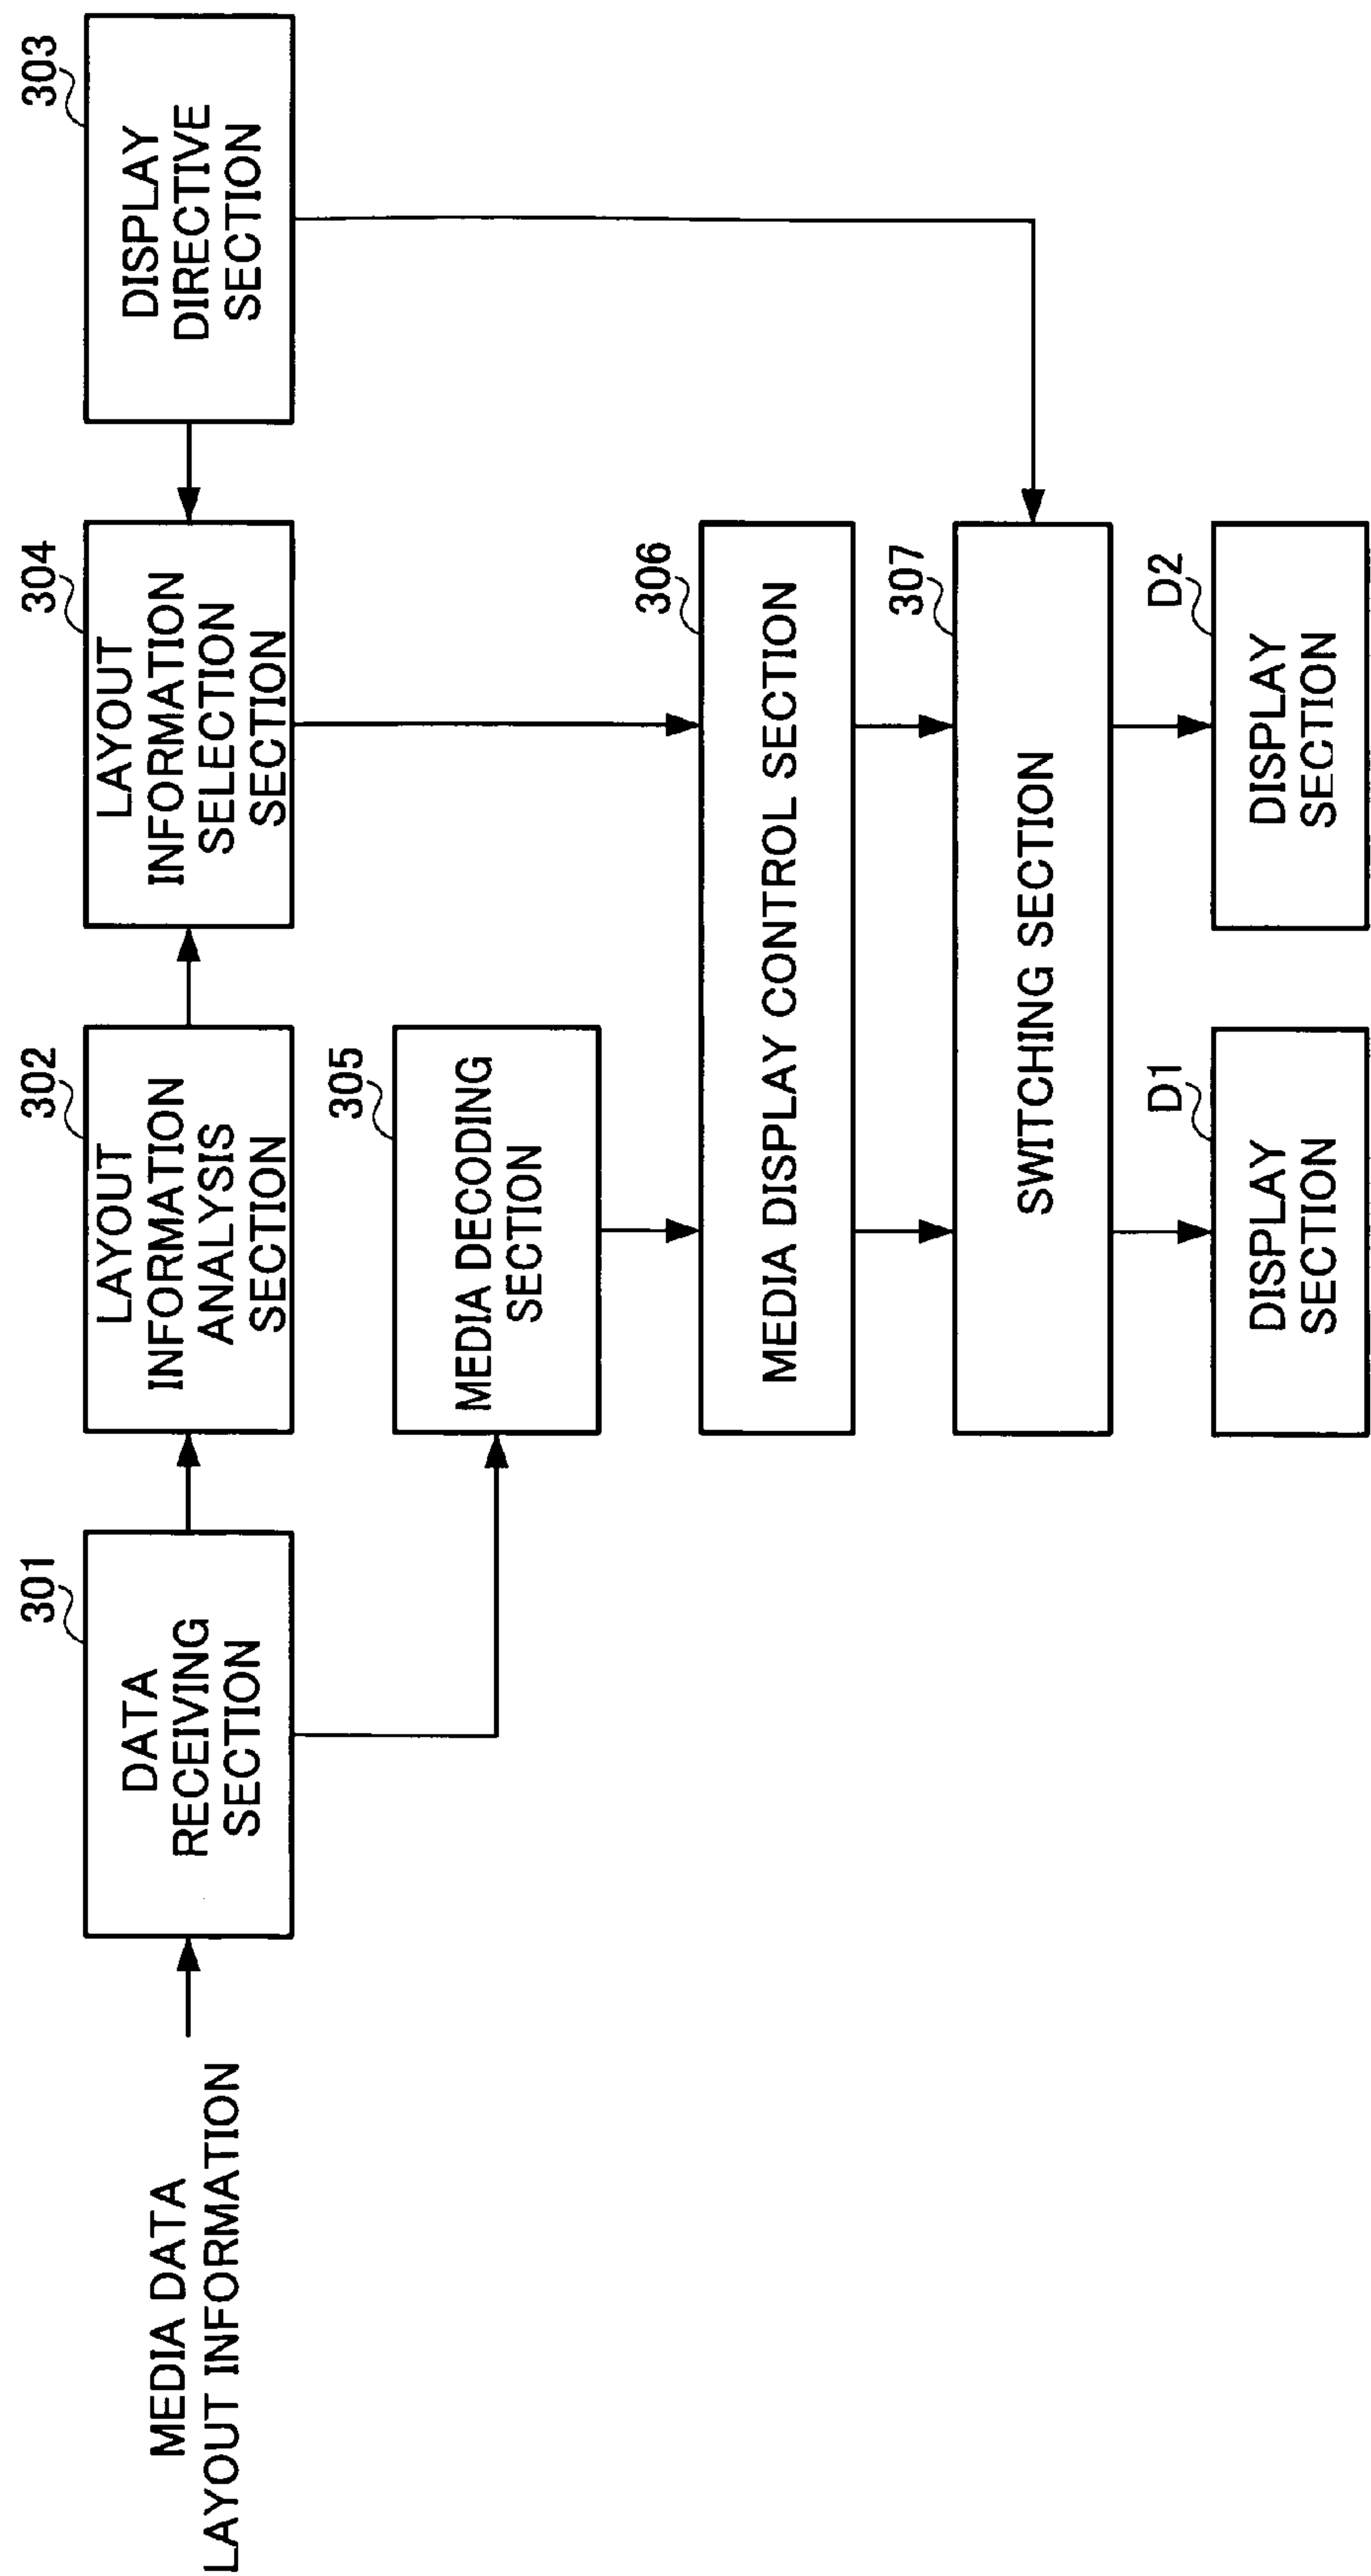 MEDIA DATA
LAYOUT INFORMATION
301
DATA
RECEIVING
SECTION
302
LAYOUT
INFORMATION
ANALYSIS
SECTION
304
LAYOUT
INFORMATION
SELECTION
SECTION
303
DISPLAY
DIRECTIVE
SECTION
305
MEDIA DECODING
SECTION
306
MEDIA DISPLAY CONTROL SECTION
307
SWITCHING SECTION
D1
DISPLAY
SECTION
D2
DISPLAY
SECTION